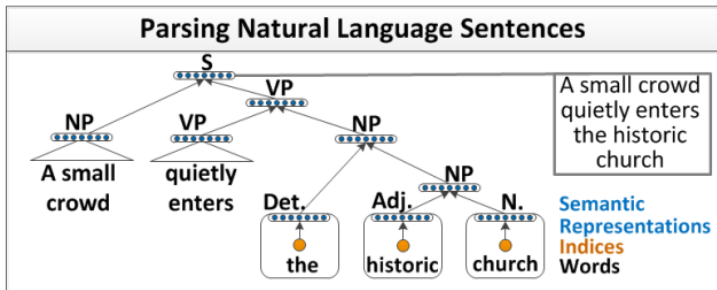 Parsing Natural Language Sentences
S
VP
A small crowd
quietly enters
the historic
church
NP
VP
NP
A small
crowd
quietly
enters
NP
Det.
Adj.
N.
Semantic
Representations
Indices
Words
the
historic
church